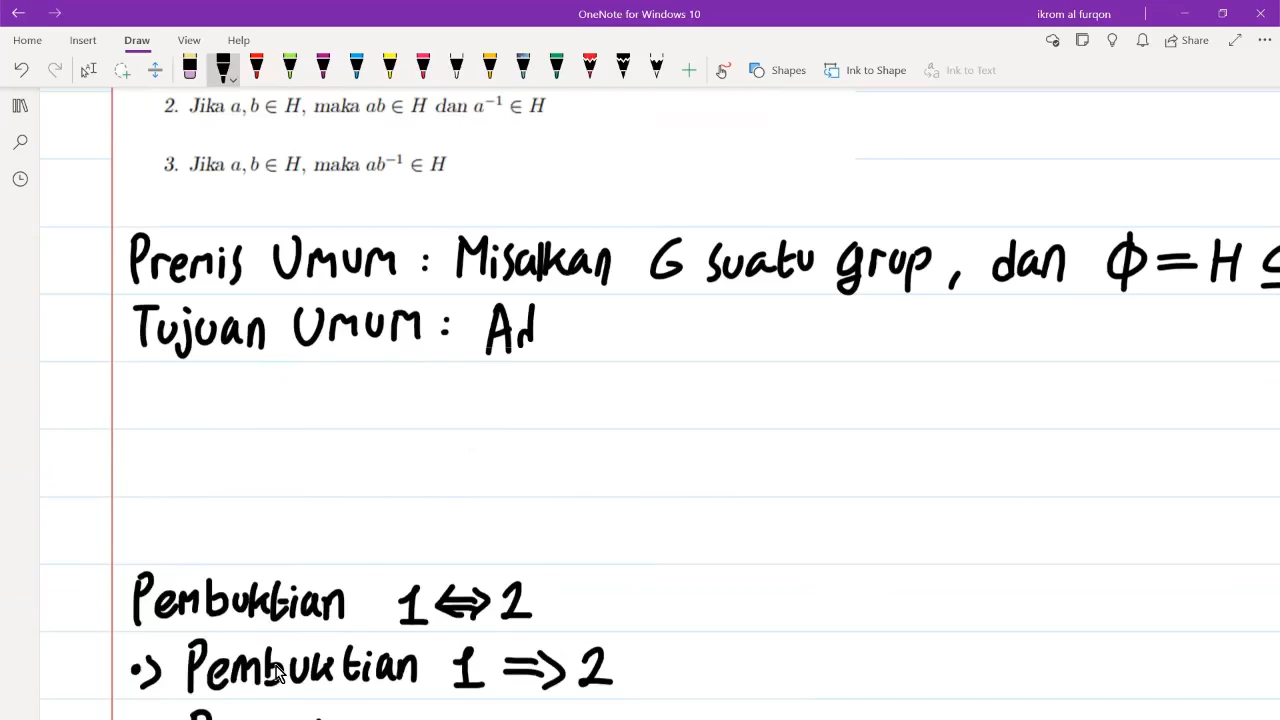 OneNote for Windows 10
ikrom al furqon
Home Insert Draw View Help
Share
Shapes Ink to Shape Ink to Text
2. Jika a, b ∈ H, maka ab ∈ H dan a⁻¹ ∈ H
3. Jika a, b ∈ H, maka ab⁻¹ ∈ H
Premis Umum : Misalkan G suatu grup, dan ϕ = H ⊆
Tujuan Umum : Ad
Pembuktian 1 ⇔ 2
•> Pembuktian 1 => 2